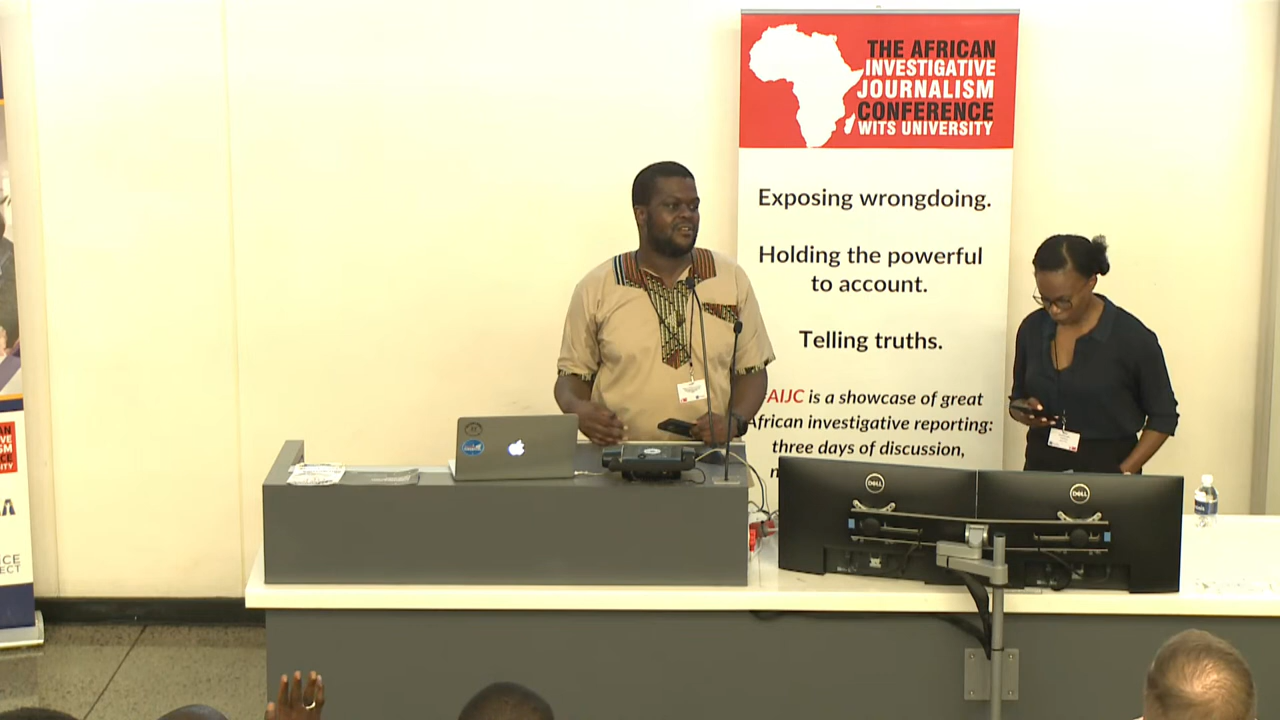 THE AFRICAN
INVESTIGATIVE
JOURNALISM
CONFERENCE
WITS UNIVERSITY
Exposing wrongdoing.
Holding the powerful
to account.
Telling truths.
AIJC is a showcase of great
African investigative reporting:
three days of discussion,
DELL
DELL